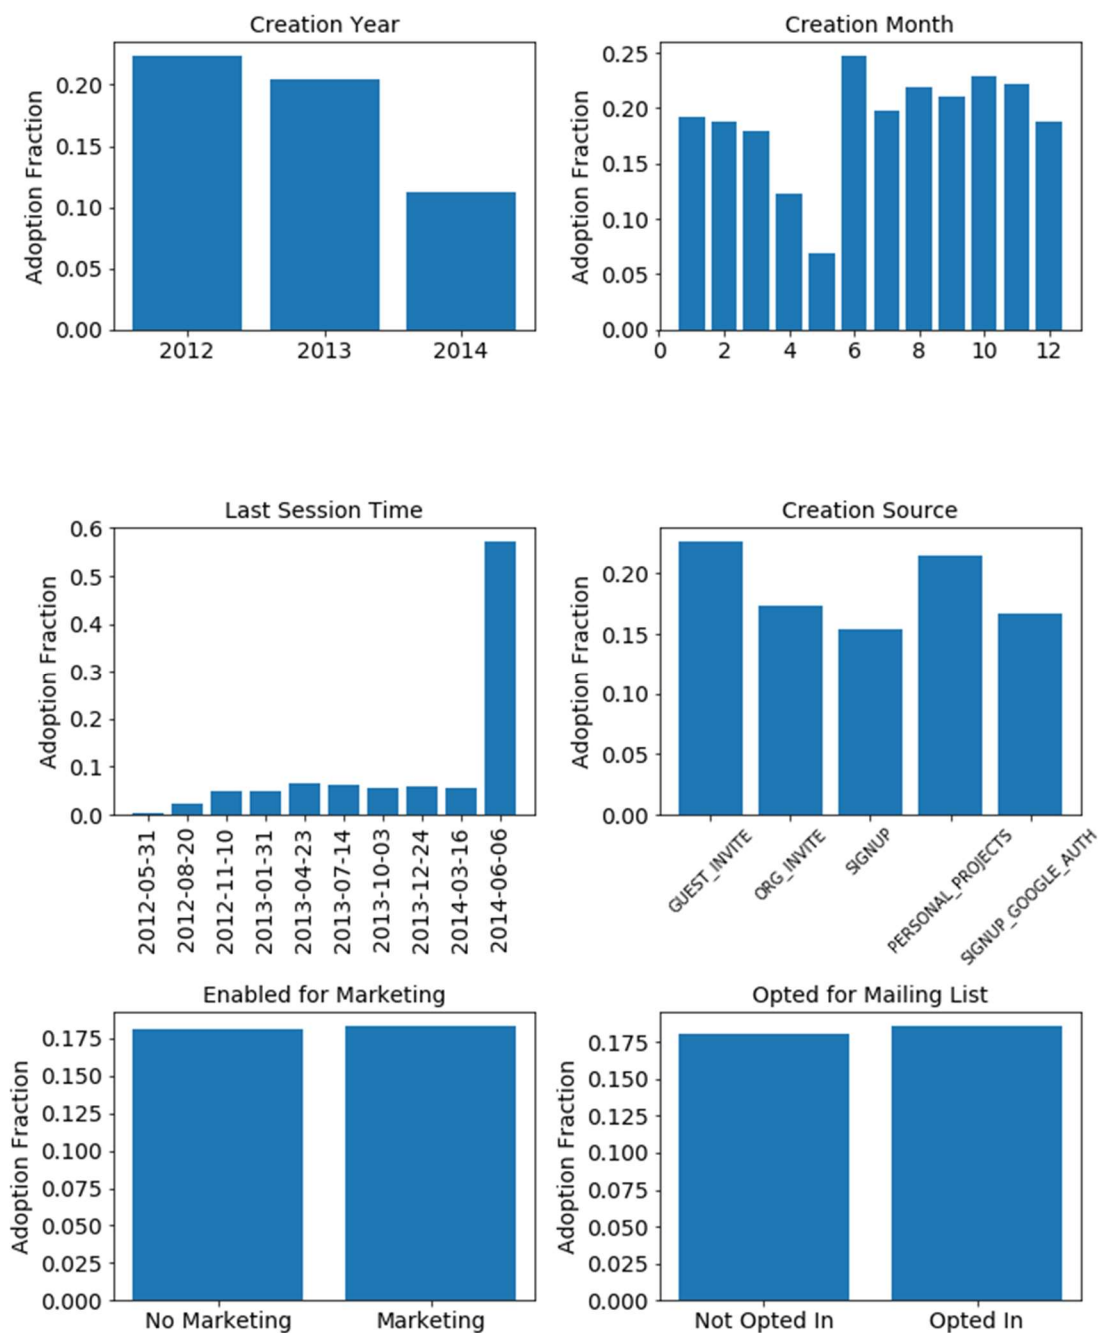 Creation Year
Adoption Fraction
0.20
0.15
0.10
0.05
0.00
2012 2013 2014
Creation Month
Adoption Fraction
0.25
0.20
0.15
0.10
0.05
0.00
0 2 4 6 8 10 12
Last Session Time
Adoption Fraction
0.6
0.5
0.4
0.3
0.2
0.1
0.0
2012-05-31
2012-08-20
2012-11-10
2013-01-31
2013-04-23
2013-07-14
2013-10-03
2013-12-24
2014-03-16
2014-06-06
Creation Source
Adoption Fraction
0.20
0.15
0.10
0.05
0.00
GUEST_INVITE
ORG_INVITE
SIGNUP
PERSONAL_PROJECTS
SIGNUP_GOOGLE_AUTH
Enabled for Marketing
Adoption Fraction
0.175
0.150
0.125
0.100
0.075
0.050
0.025
0.000
No Marketing Marketing
Opted for Mailing List
Adoption Fraction
0.175
0.150
0.125
0.100
0.075
0.050
0.025
0.000
Not Opted In Opted In